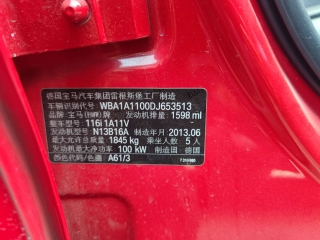 德国宝马汽车集团雷根斯堡工厂制造
车辆识别代号: WBA1A1100DJ653513
品牌: 宝马(BMW)牌 发动机排量: 1598 ml
整车型号: 116i 1A11V
发动机型号: N13B16A 制造年月: 2013.06
最大允许总质量: 1845 kg 乘坐人数: 5 人
发动机最大净功率: 100 kW 制造国: 德国
颜色代码/色卡: A61/3